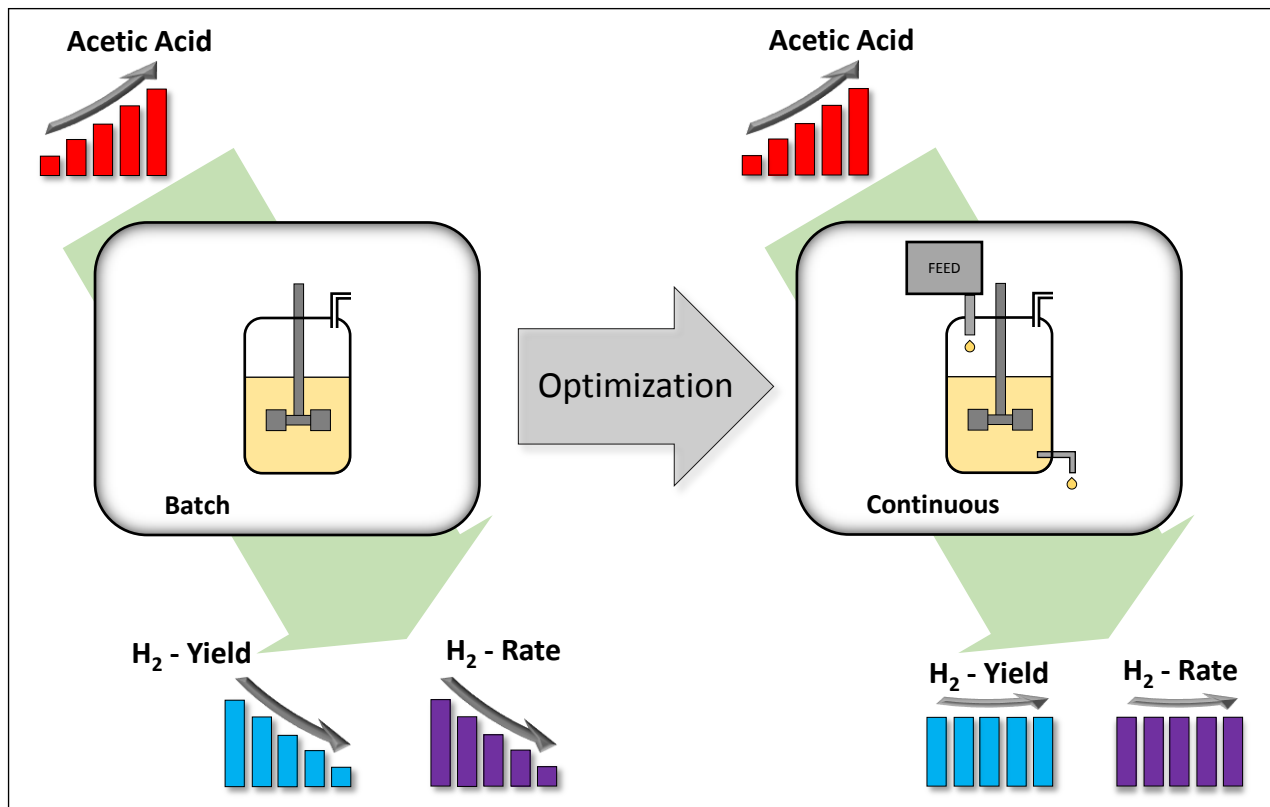 Acetic Acid
Batch
H₂ - Yield
H₂ - Rate
Optimization
Acetic Acid
FEED
Continuous
H₂ - Yield
H₂ - Rate